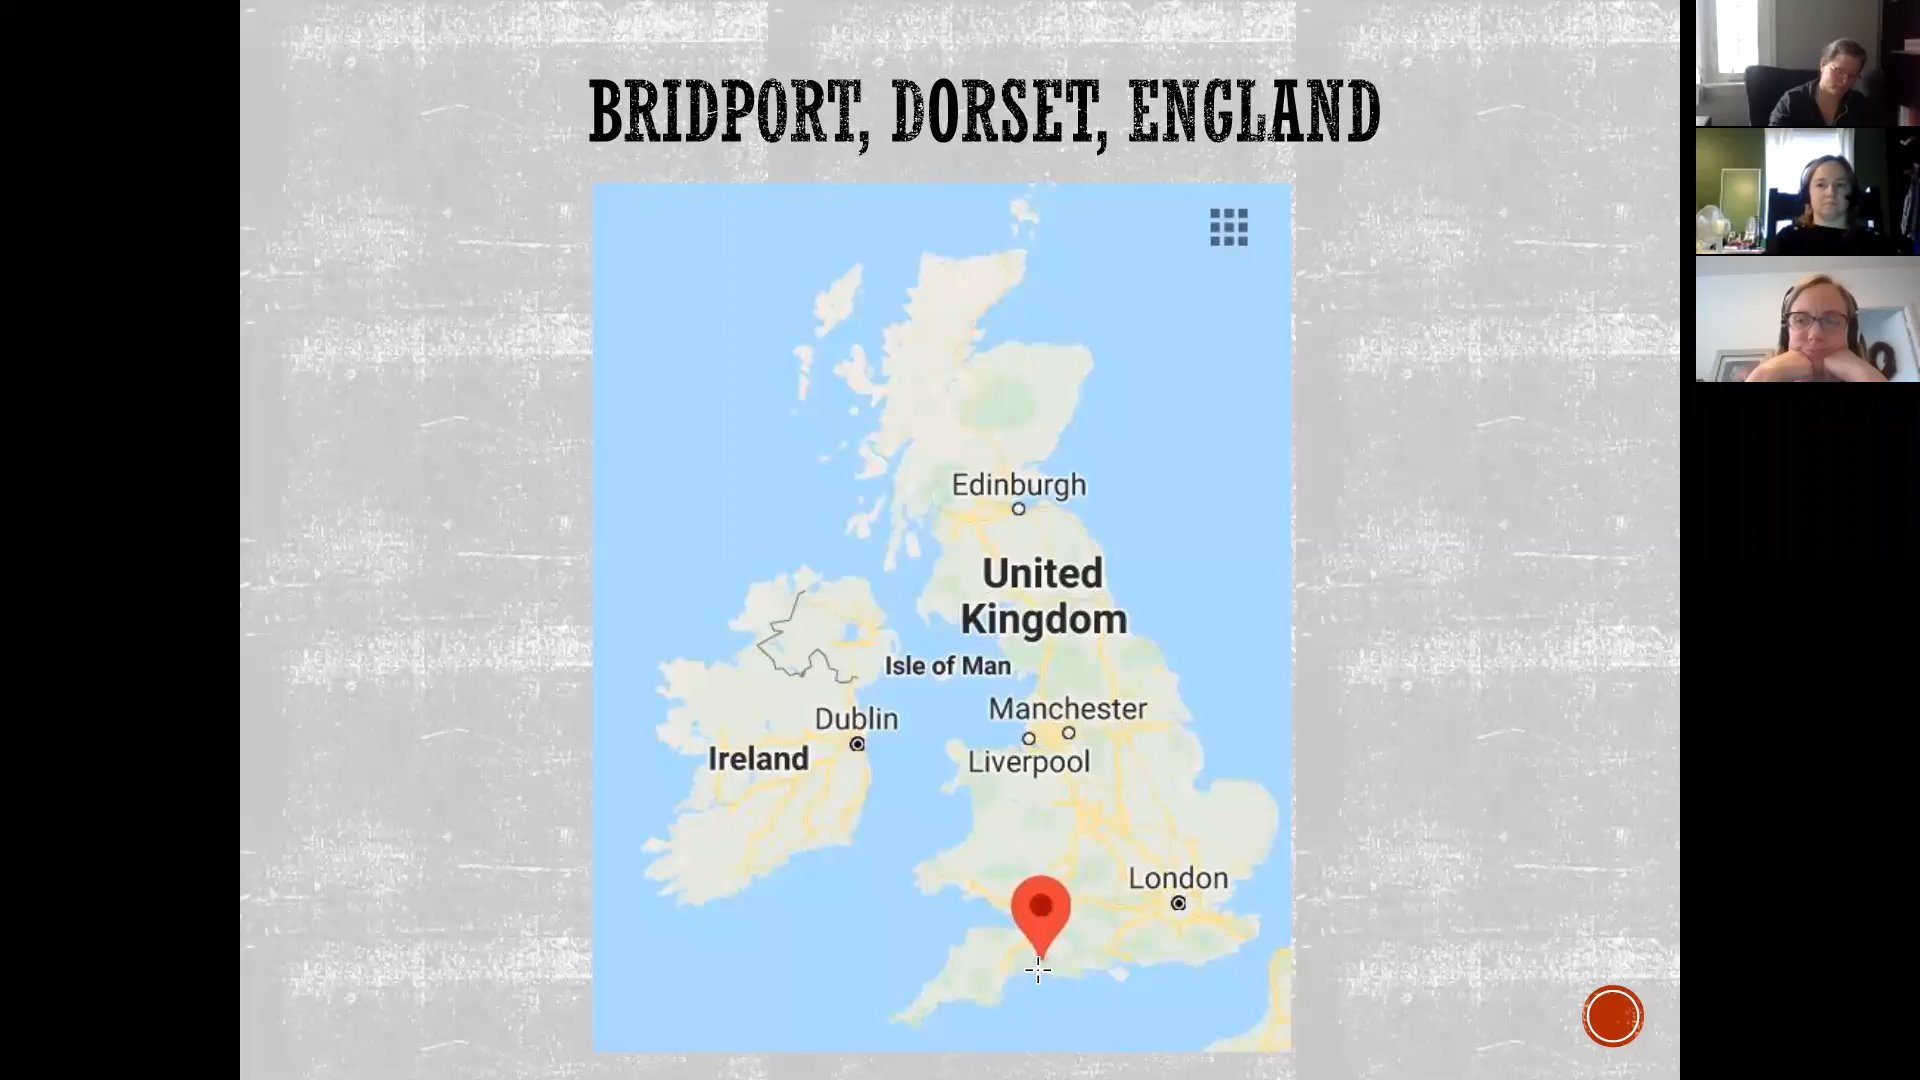 BRIDPORT, DORSET, ENGLAND
Edinburgh
United
Kingdom
Isle of Man
Manchester
Dublin
Ireland
Liverpool
London